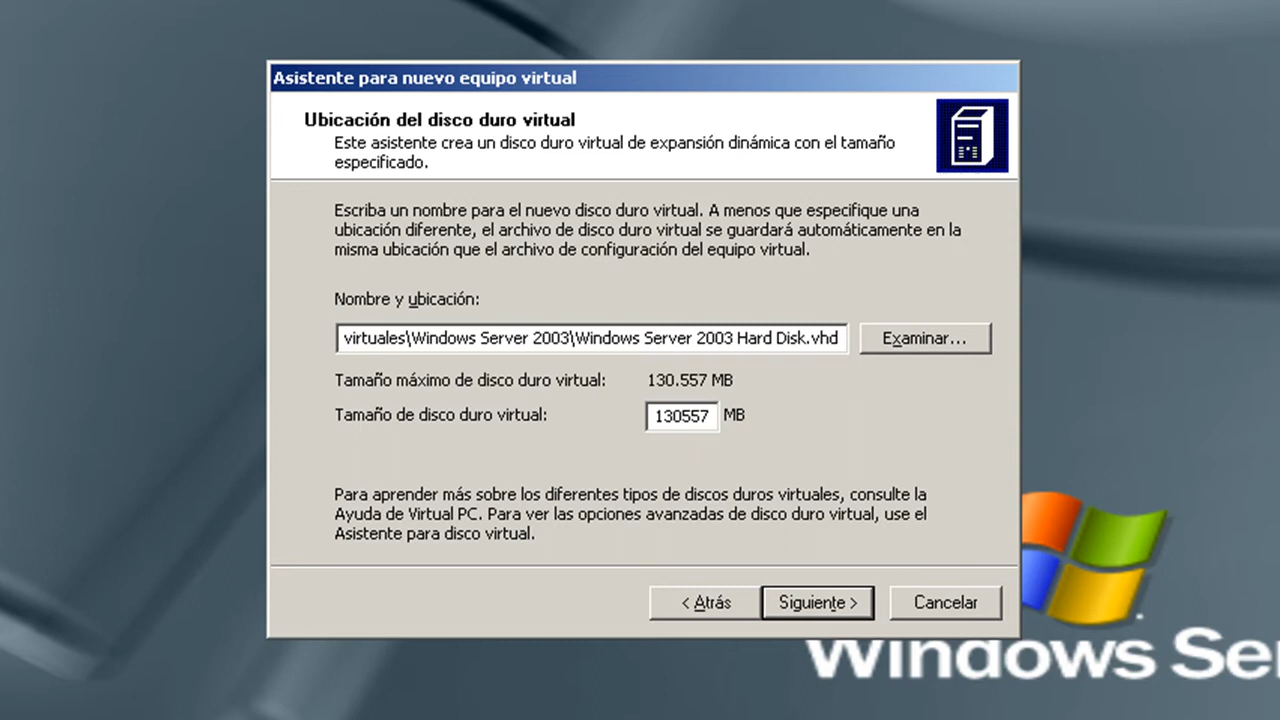 Asistente para nuevo equipo virtual
Ubicación del disco duro virtual
Este asistente crea un disco duro virtual de expansión dinámica con el tamaño
especificado.
Escriba un nombre para el nuevo disco duro virtual. A menos que especifique una
ubicación diferente, el archivo de disco duro virtual se guardará automáticamente en la
misma ubicación que el archivo de configuración del equipo virtual.
Nombre y ubicación:
virtuales\Windows Server 2003\Windows Server 2003 Hard Disk.vhd
Examinar...
Tamaño máximo de disco duro virtual: 130.557 MB
Tamaño de disco duro virtual: 130557 MB
Para aprender más sobre los diferentes tipos de discos duros virtuales, consulte la
Ayuda de Virtual PC. Para ver las opciones avanzadas de disco duro virtual, use el
Asistente para disco virtual.
< Atrás Siguiente > Cancelar
Windows Ser